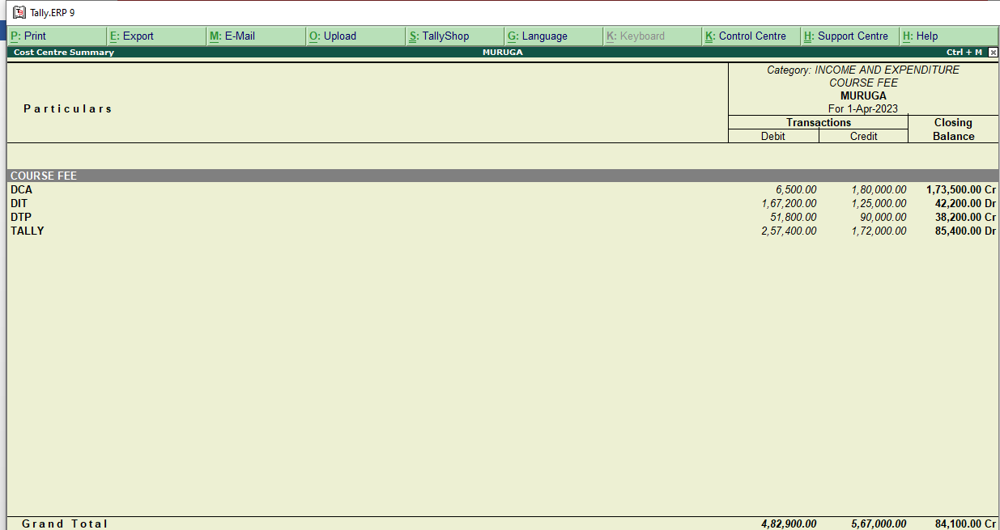 Tally.ERP 9
P: Print E: Export M: E-Mail O: Upload S: TallyShop G: Language K: Keyboard K: Control Centre H: Support Centre H: Help
Cost Centre Summary MURUGA Ctrl + M
Category: INCOME AND EXPENDITURE
COURSE FEE
MURUGA
Particulars For 1-Apr-2023
Transactions Closing
Debit Credit Balance
COURSE FEE
DCA 6,500.00 1,80,000.00 1,73,500.00 Cr
DIT 1,67,200.00 1,25,000.00 42,200.00 Dr
DTP 51,800.00 90,000.00 38,200.00 Cr
TALLY 2,57,400.00 1,72,000.00 85,400.00 Dr
Grand Total 4,82,900.00 5,67,000.00 84,100.00 Cr